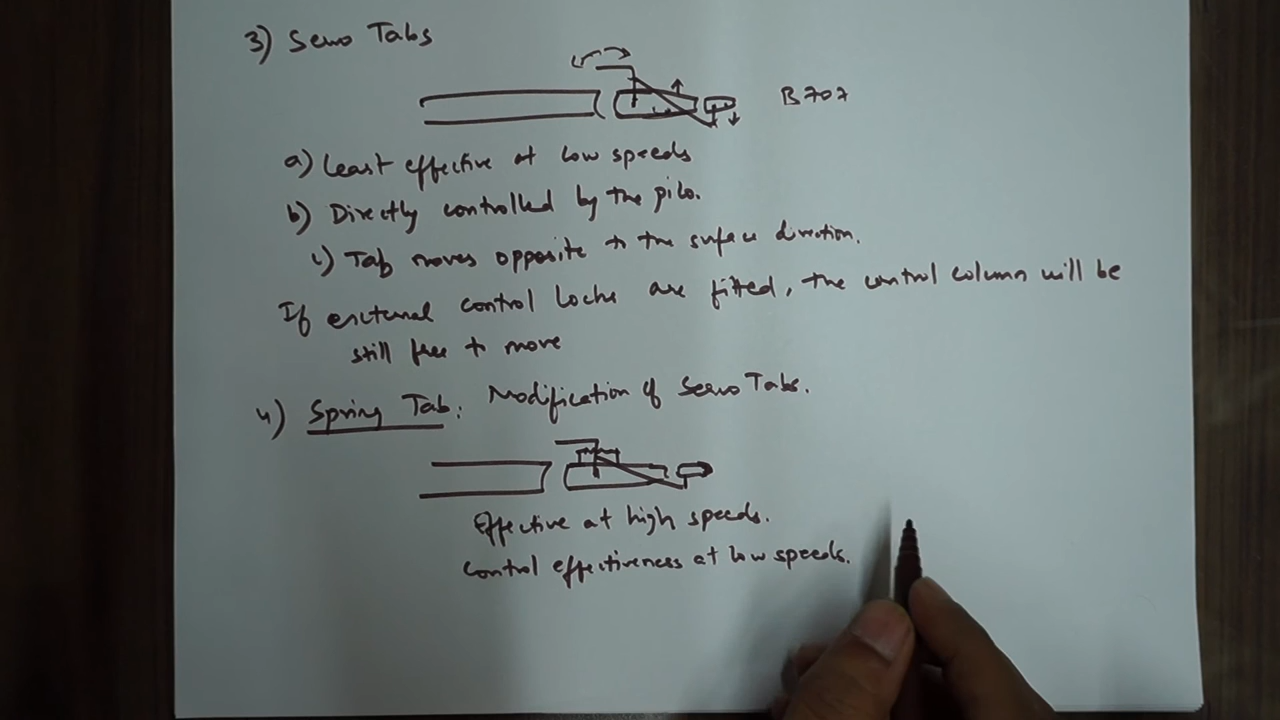 3) Servo Tabs
B707
a) Least effective at low speeds
b) Directly controlled by the pilo.
c) Tab moves opposite to the surface direction.
If external control locks are fitted, the control column will be
still free to move
4) Spring Tab: Modification of Servo Tabs.
Effective at high speeds.
Control effectiveness at low speeds.